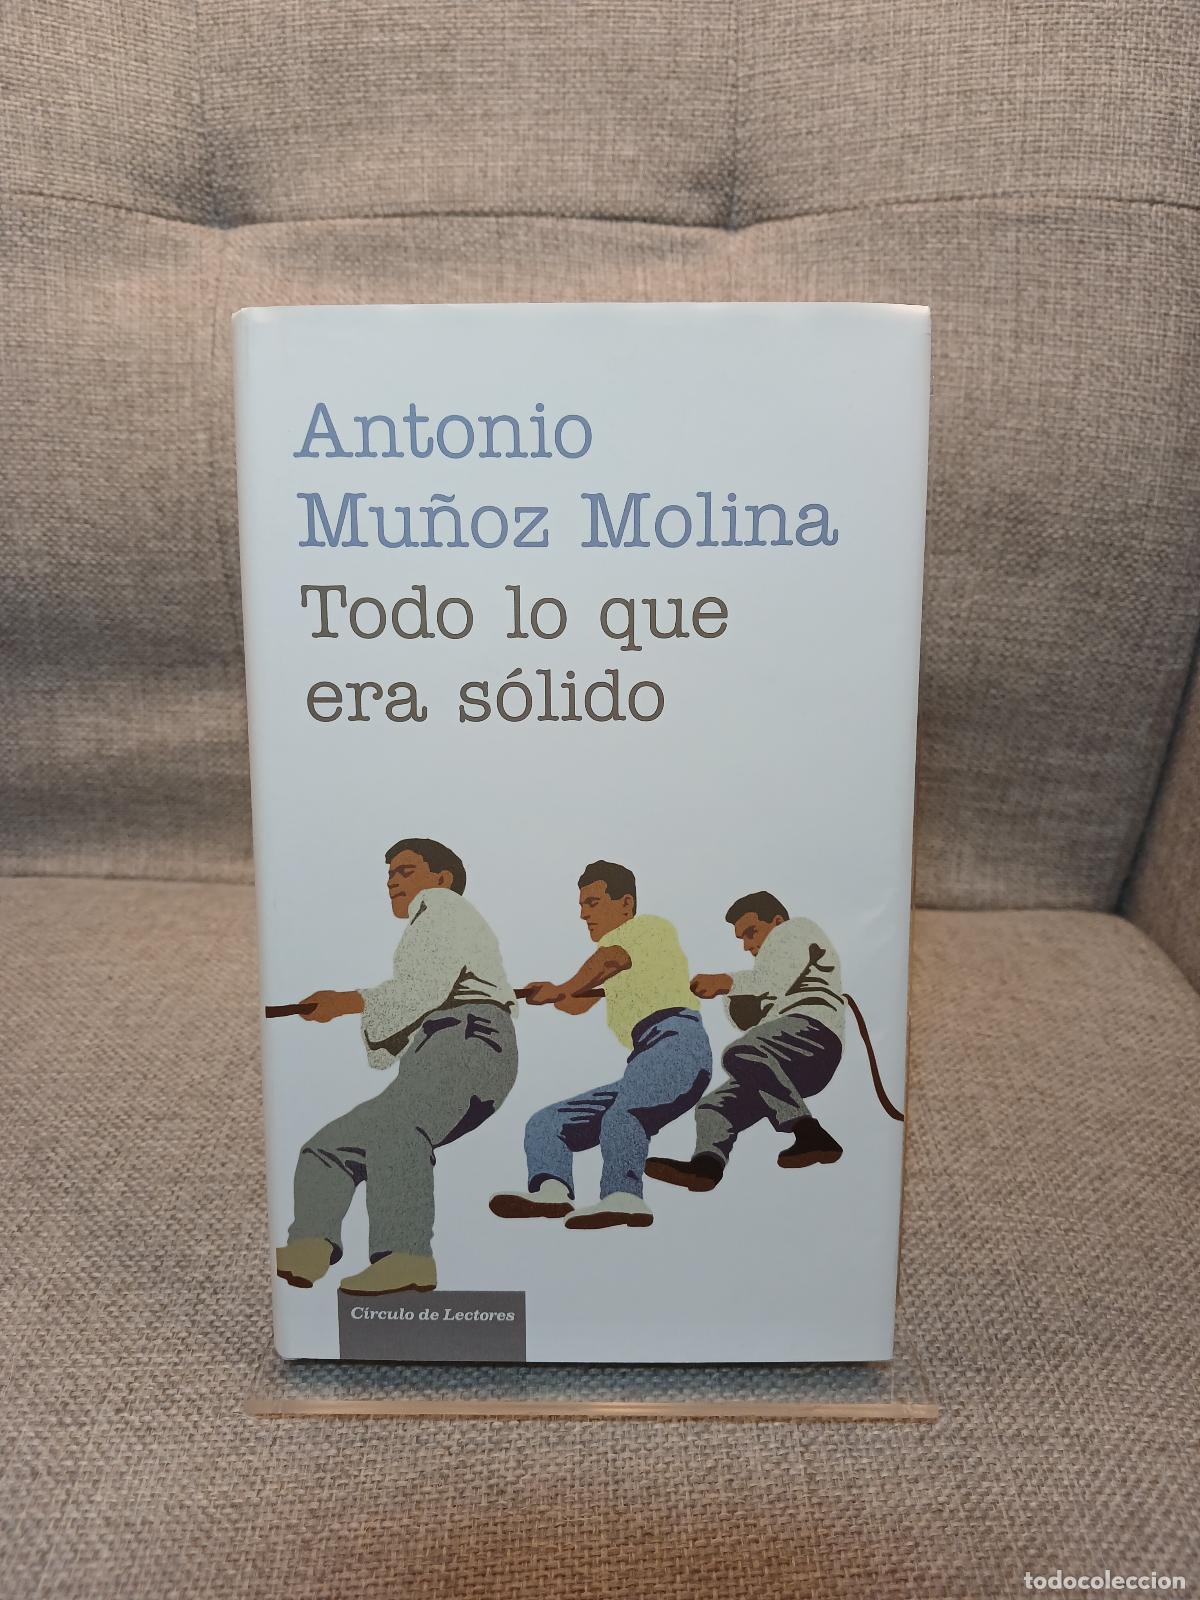 Antonio
Muñoz Molina
Todo lo que
era sólido
Círculo de Lectores
todocoleccion